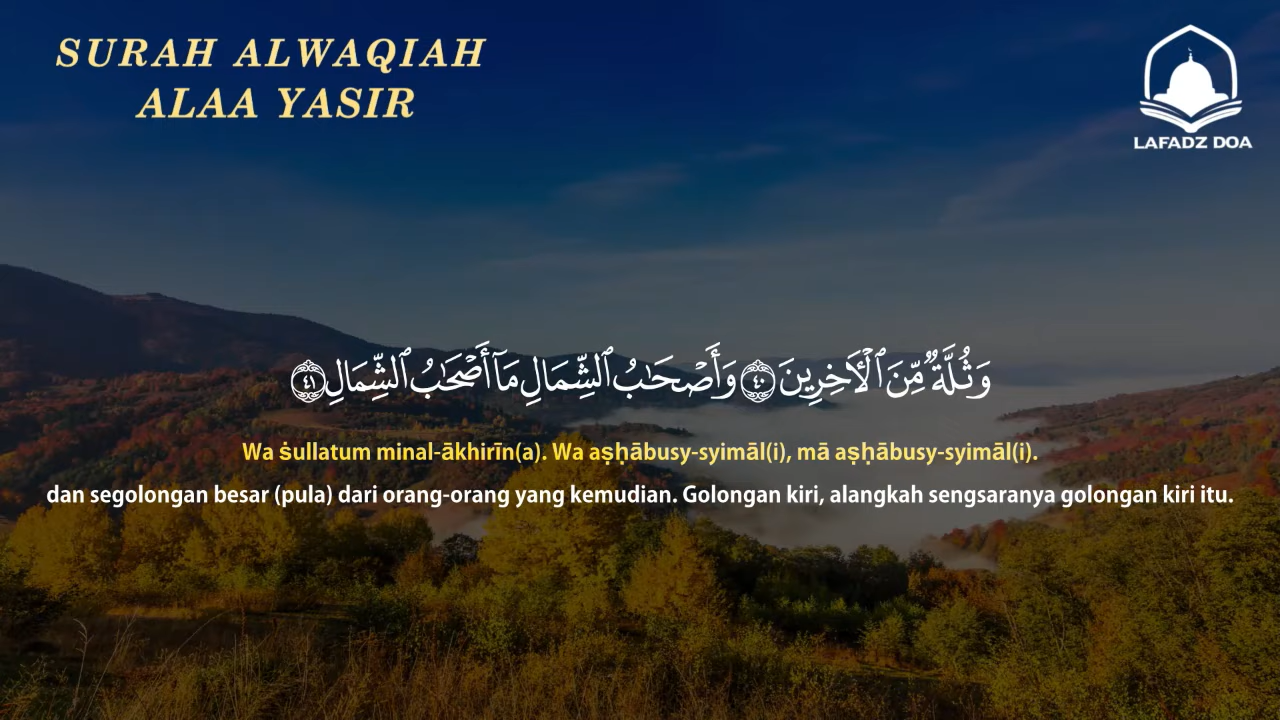 SURAH ALWAQIAH
ALAA YASIR
LAFADZ DOA
وَثُلَّةٌ مِّنَ ٱلْـَٔاخِرِينَ ٤٠ وَأَصْحَـٰبُ ٱلشِّمَالِ مَآ أَصْحَـٰبُ ٱلشِّمَالِ ٤١
Wa ṡullatum minal-ākhirīn(a). Wa aṣḥābusy-syimāl(i), mā aṣḥābusy-syimāl(i).
dan segolongan besar (pula) dari orang-orang yang kemudian. Golongan kiri, alangkah sengsaranya golongan kiri itu.